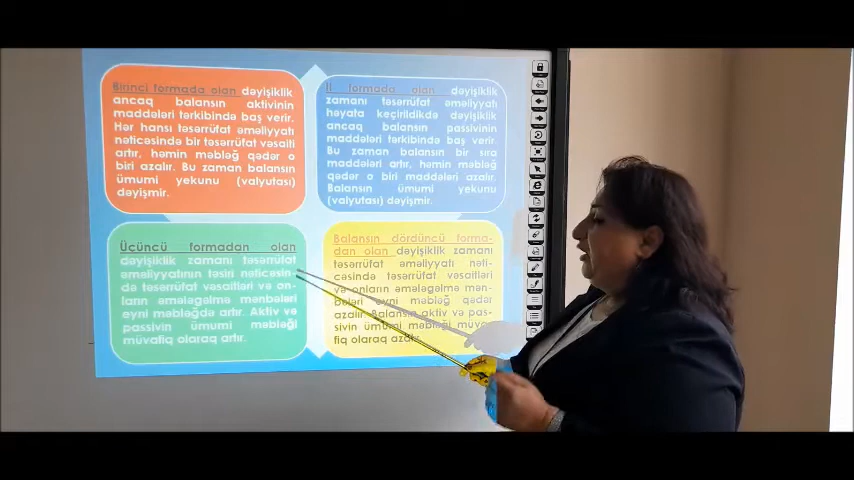 Birinci formada olan dəyişiklik
ancaq balansın aktivinin
maddələri tərkibində baş verir.
Hər hansı təsərrüfat əməliyyatı
nəticəsində bir təsərrüfat vəsaiti
artır, həmin məbləğ qədər o
biri azalır. Bu zaman balansın
ümumi yekunu (valyutası)
dəyişmir.
II formada olan dəyişiklik
zamanı təsərrüfat əməliyyatı
həyata keçirildikdə dəyişiklik
ancaq balansın passivinin
maddələri tərkibində baş verir.
Bu zaman balansın bir sıra
maddələri artır, həmin məbləğ
qədər o biri maddələri azalır.
Balansın ümumi yekunu
(valyutası) dəyişmir.
Üçüncü formadan olan
dəyişiklik zamanı təsərrüfat
əməliyyatının təsiri nəticəsin-
də təsərrüfat vəsaitləri və on-
ların əmələgəlmə mənbələri
eyni məbləğdə artır. Aktiv və
passivin ümumi məbləği
müvafiq olaraq artır.
Balansın dördüncü forma-
dan olan dəyişiklik zamanı
təsərrüfat əməliyyatı nəti-
cəsində təsərrüfat vəsaitləri
və onların əmələgəlmə mən-
bələri eyni məbləğ qədər
azalır. Balansın aktiv və pas-
sivin ümumi məbləği müva-
fiq olaraq azalır.